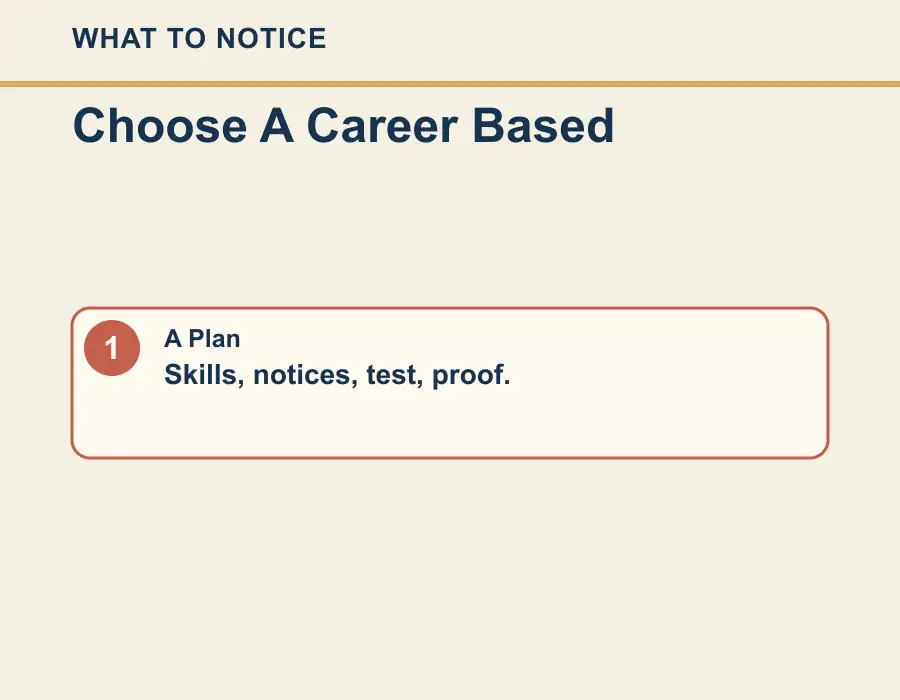 WHAT TO NOTICE
Choose A Career Based
1
A Plan
Skills, notices, test, proof.